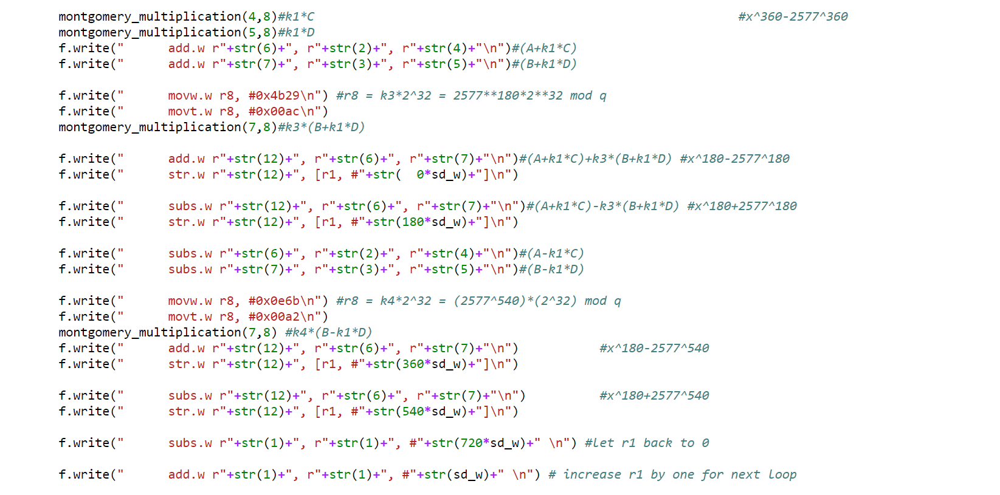 montgomery_multiplication(4,8)#k1*C #x^360-2577^360
montgomery_multiplication(5,8)#k1*D
f.write("      add.w r"+str(6)+", r"+str(2)+", r"+str(4)+"\n")#(A+k1*C)
f.write("      add.w r"+str(7)+", r"+str(3)+", r"+str(5)+"\n")#(B+k1*D)
f.write("      movw.w r8, #0x4b29\n") #r8 = k3*2^32 = 2577**180*2**32 mod q
f.write("      movt.w r8, #0x00ac\n")
montgomery_multiplication(7,8)#k3*(B+k1*D)
f.write("      add.w r"+str(12)+", r"+str(6)+", r"+str(7)+"\n")#(A+k1*C)+k3*(B+k1*D) #x^180-2577^180
f.write("      str.w r"+str(12)+", [r1, #"+str(  0*sd_w)+"]\n")
f.write("      subs.w r"+str(12)+", r"+str(6)+", r"+str(7)+"\n")#(A+k1*C)-k3*(B+k1*D) #x^180+2577^180
f.write("      str.w r"+str(12)+", [r1, #"+str(180*sd_w)+"]\n")
f.write("      subs.w r"+str(6)+", r"+str(2)+", r"+str(4)+"\n")#(A-k1*C)
f.write("      subs.w r"+str(7)+", r"+str(3)+", r"+str(5)+"\n")#(B-k1*D)
f.write("      movw.w r8, #0x0e6b\n") #r8 = k4*2^32 = (2577^540)*(2^32) mod q
f.write("      movt.w r8, #0x00a2\n")
montgomery_multiplication(7,8) #k4*(B-k1*D)
f.write("      add.w r"+str(12)+", r"+str(6)+", r"+str(7)+"\n") #x^180-2577^540
f.write("      str.w r"+str(12)+", [r1, #"+str(360*sd_w)+"]\n")
f.write("      subs.w r"+str(12)+", r"+str(6)+", r"+str(7)+"\n") #x^180+2577^540
f.write("      str.w r"+str(12)+", [r1, #"+str(540*sd_w)+"]\n")
f.write("      subs.w r"+str(1)+", r"+str(1)+", #"+str(720*sd_w)+" \n") #Let r1 back to 0
f.write("      add.w r"+str(1)+", r"+str(1)+", #"+str(sd_w)+" \n") # increase r1 by one for next loop